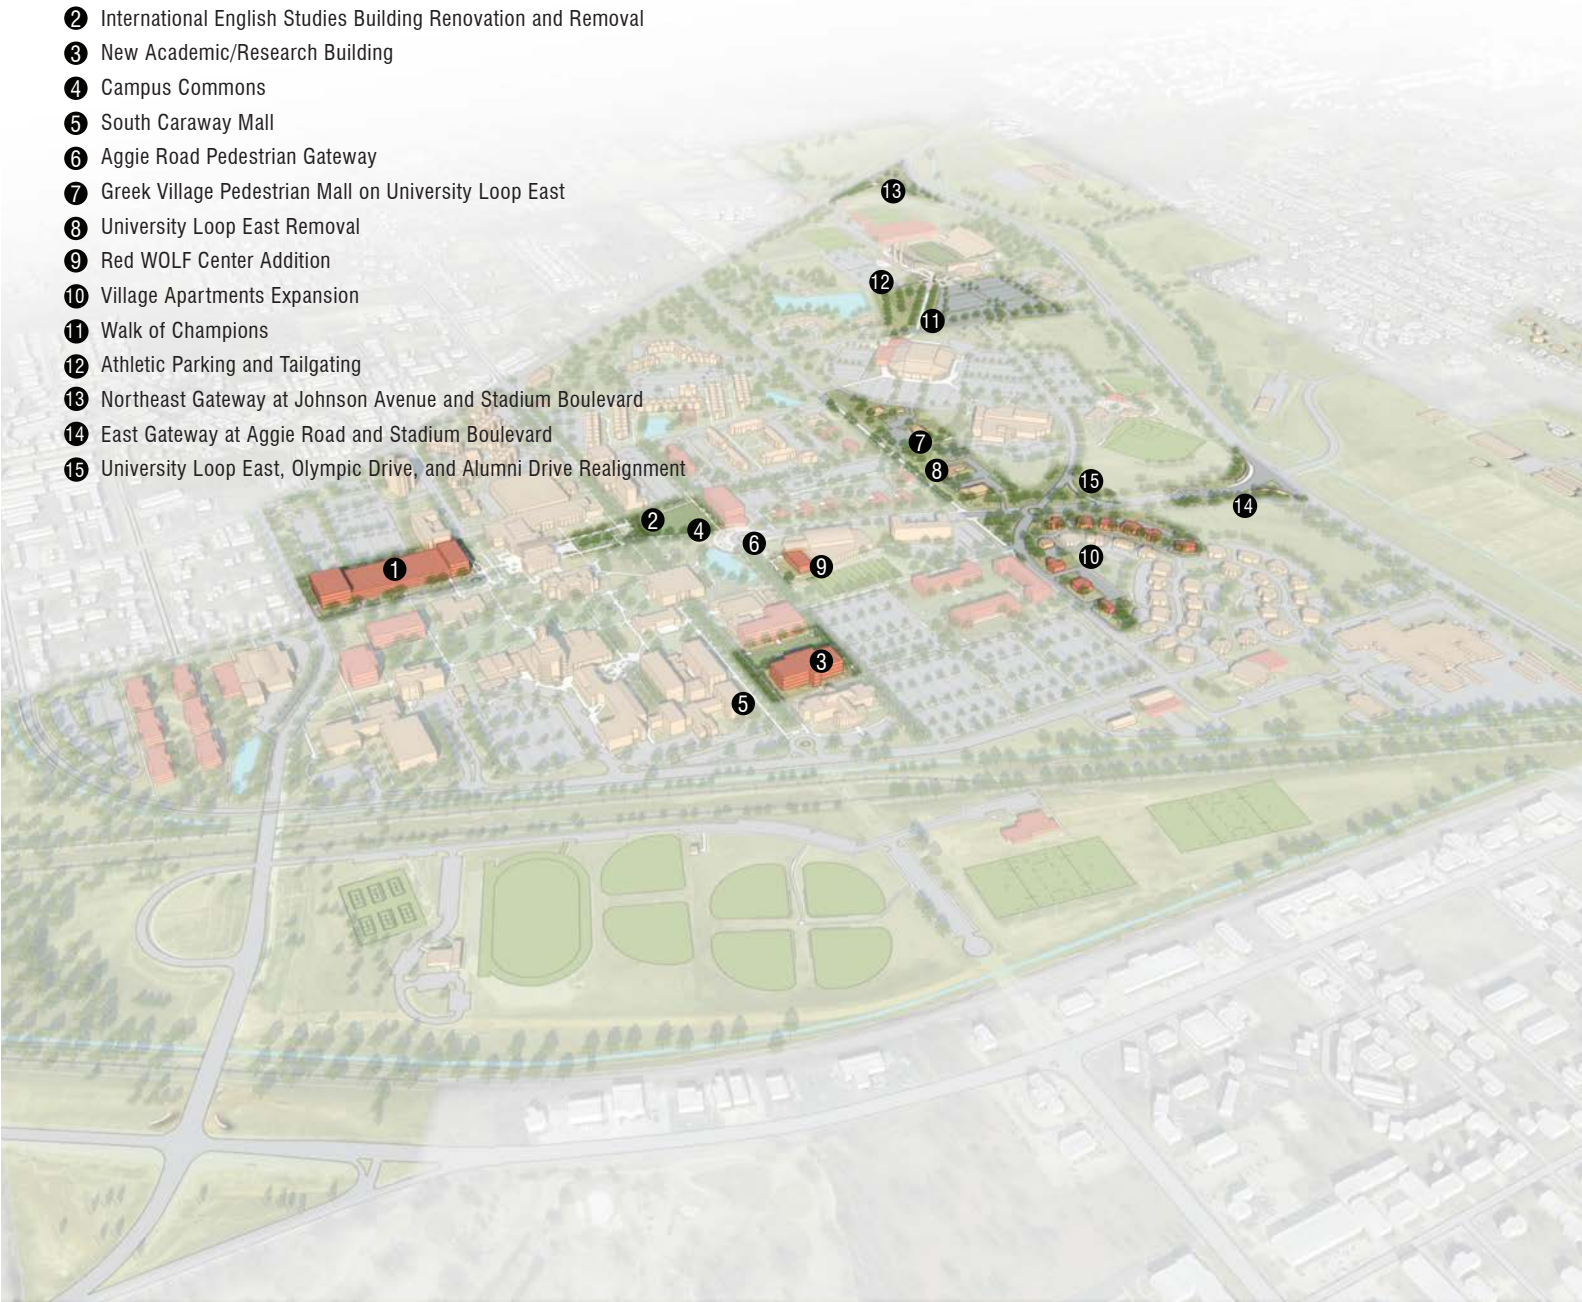 2 International English Studies Building Renovation and Removal
3 New Academic/Research Building
4 Campus Commons
5 South Caraway Mall
6 Aggie Road Pedestrian Gateway
7 Greek Village Pedestrian Mall on University Loop East
8 University Loop East Removal
9 Red WOLF Center Addition
10 Village Apartments Expansion
11 Walk of Champions
12 Athletic Parking and Tailgating
13 Northeast Gateway at Johnson Avenue and Stadium Boulevard
14 East Gateway at Aggie Road and Stadium Boulevard
15 University Loop East, Olympic Drive, and Alumni Drive Realignment
13
12
11
7
8
15
14
2
4
6
10
9
1
3
5